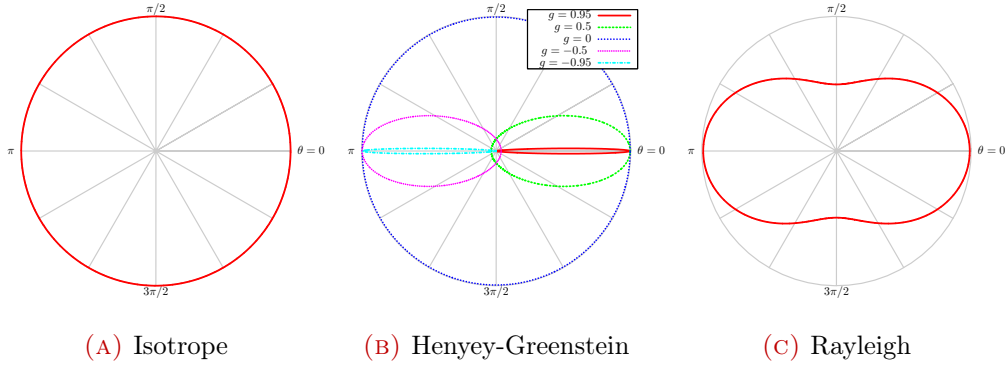 π/2
π
θ = 0
3π/2
(A) Isotrope
g = 0.95
g = 0.5
g = 0
g = −0.5
g = −0.95
π/2
π
θ = 0
3π/2
(B) Henyey-Greenstein
π/2
π
θ = 0
3π/2
(C) Rayleigh